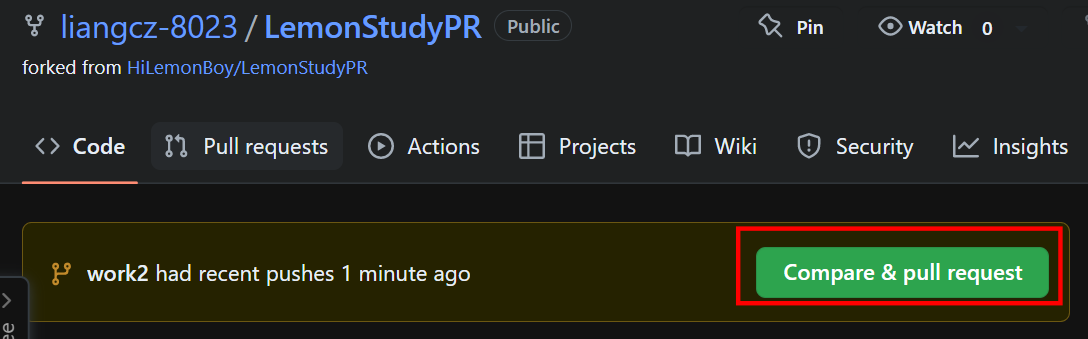 liangcz-8023 / LemonStudyPR Public Pin Watch 0
forked from HiLemonBoy/LemonStudyPR
Code Pull requests Actions Projects Wiki Security Insights
work2 had recent pushes 1 minute ago Compare & pull request
ee